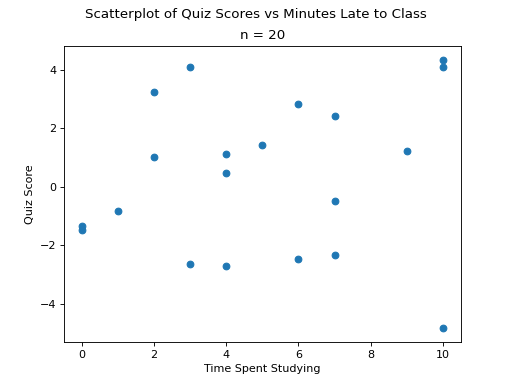 Scatterplot of Quiz Scores vs Minutes Late to Class
n = 20
4
2
0
−2
−4
Quiz Score
0 2 4 6 8 10
Time Spent Studying